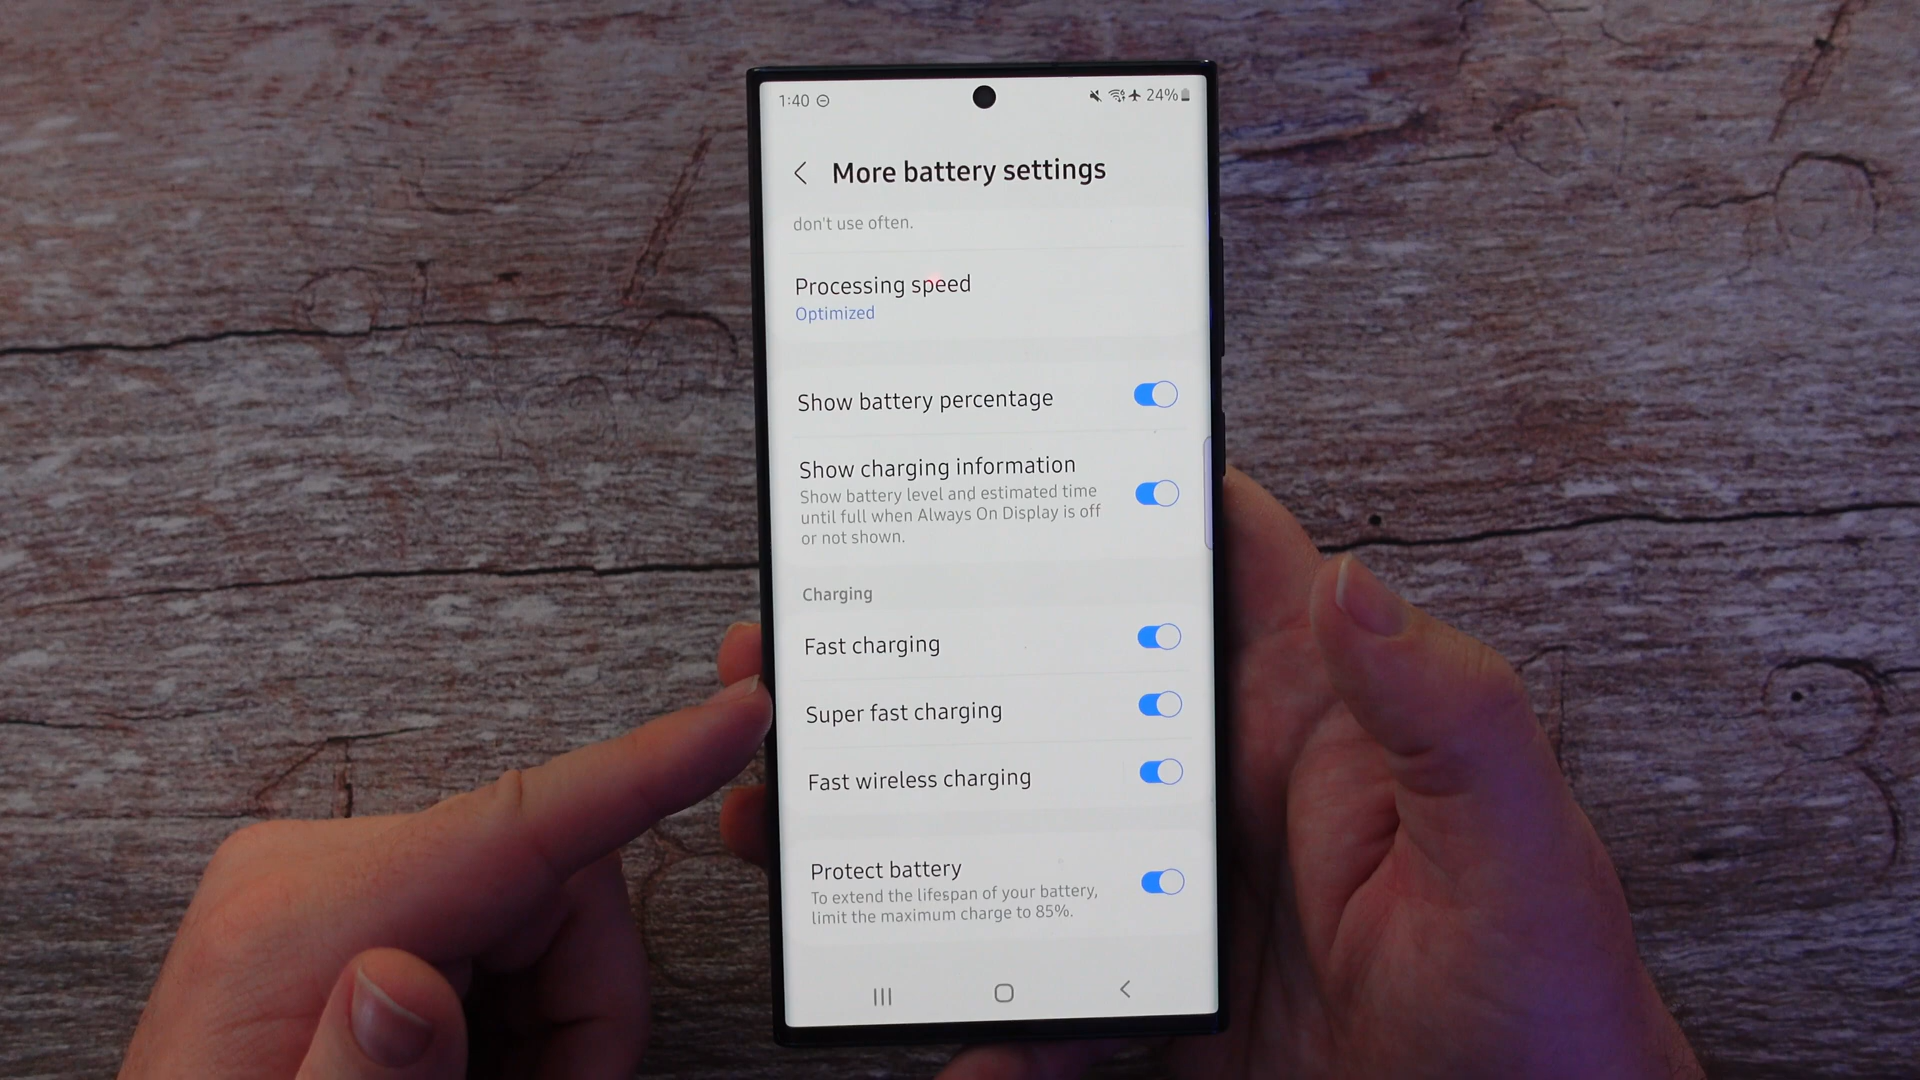 1:40
24%
More battery settings
don't use often.
Processing speed
Optimized
Show battery percentage
Show charging information
Show battery level and estimated time
until full when Always On Display is off
or not shown.
Charging
Fast charging
Super fast charging
Fast wireless charging
Protect battery
To extend the lifespan of your battery,
limit the maximum charge to 85%.